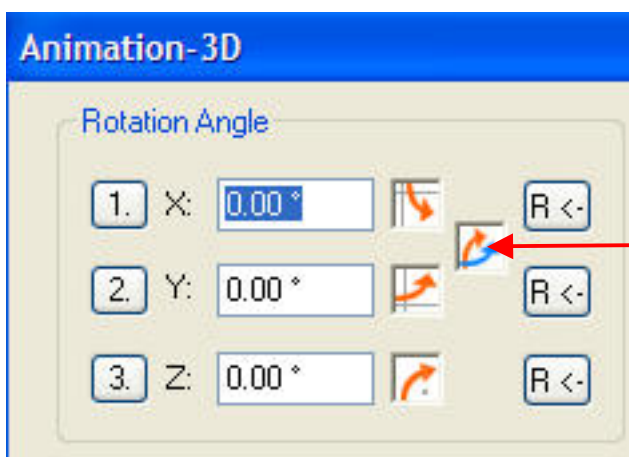 Animation-3D
Rotation Angle
1. X: 0.00 ° R <-
2. Y: 0.00 ° R <-
3. Z: 0.00 ° R <-